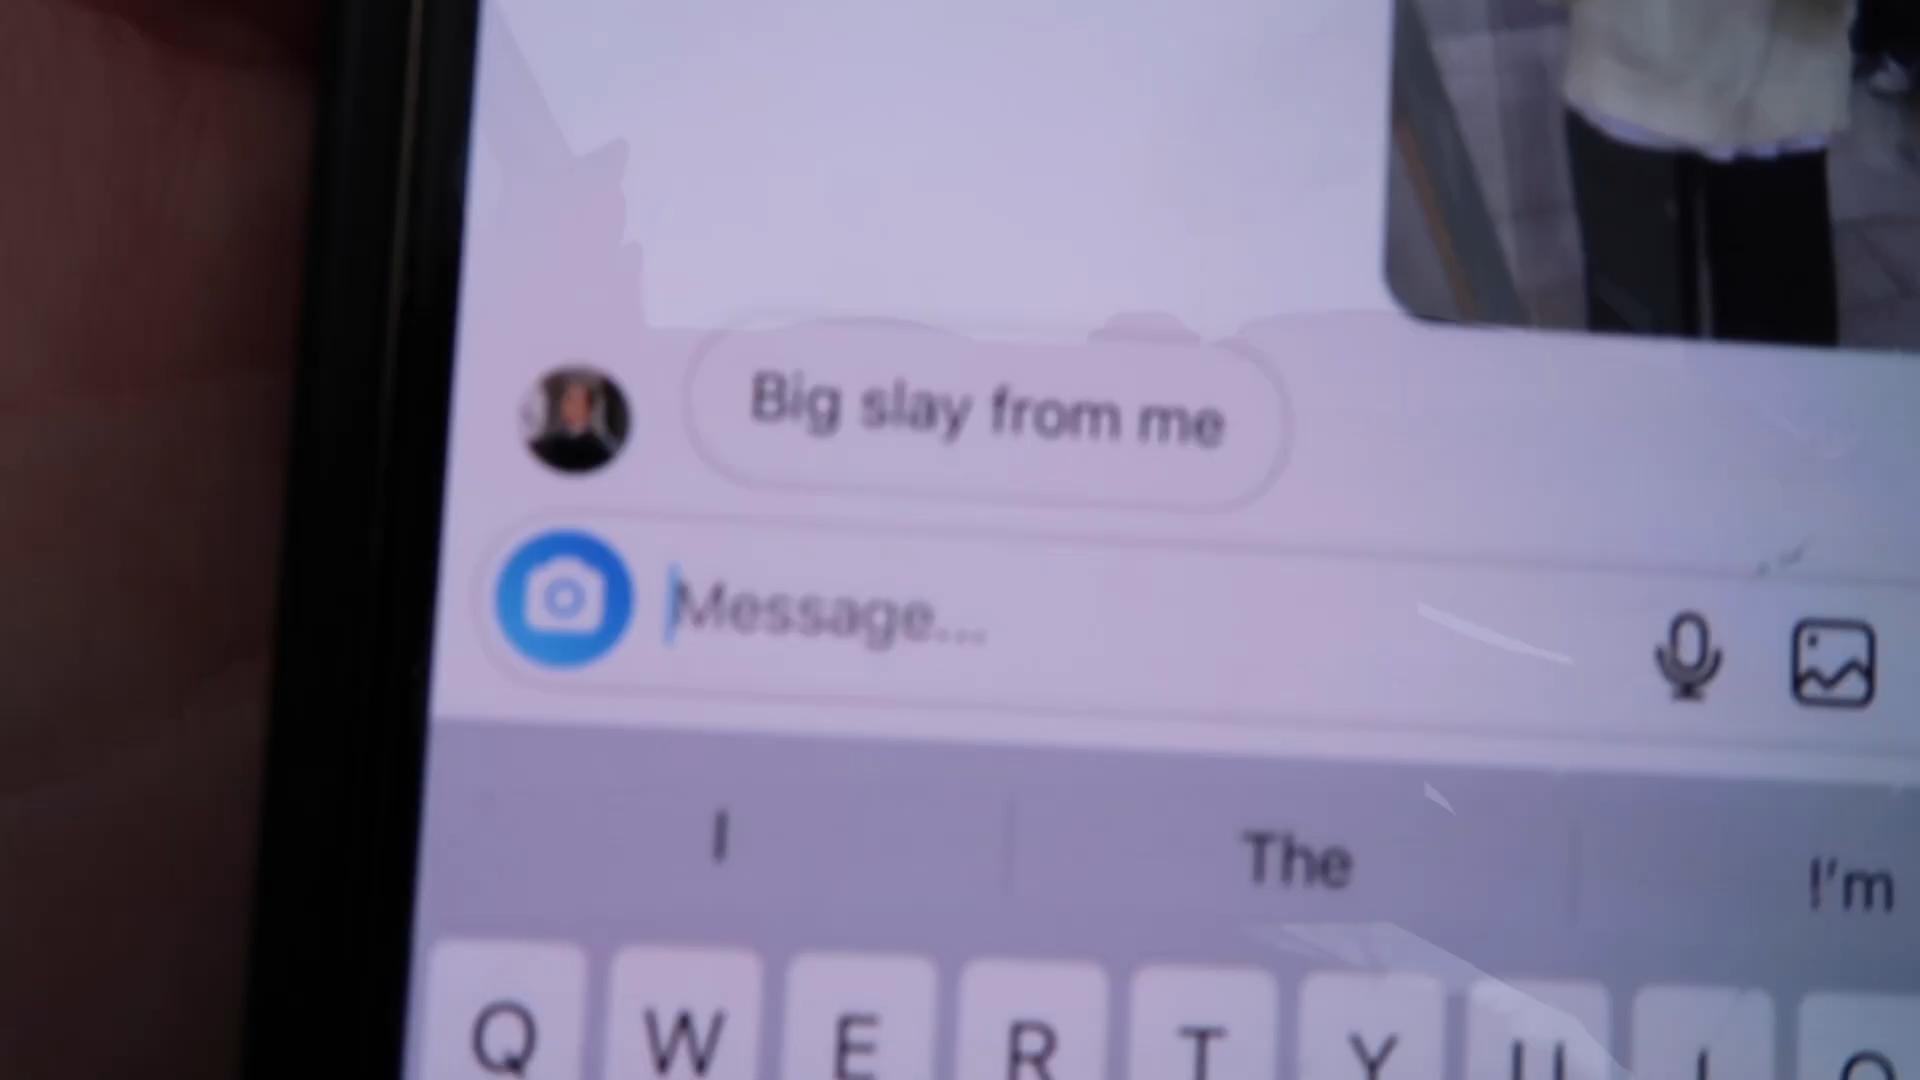 Big slay from me
Message...
I The I'm
Q W E R T Y U I O